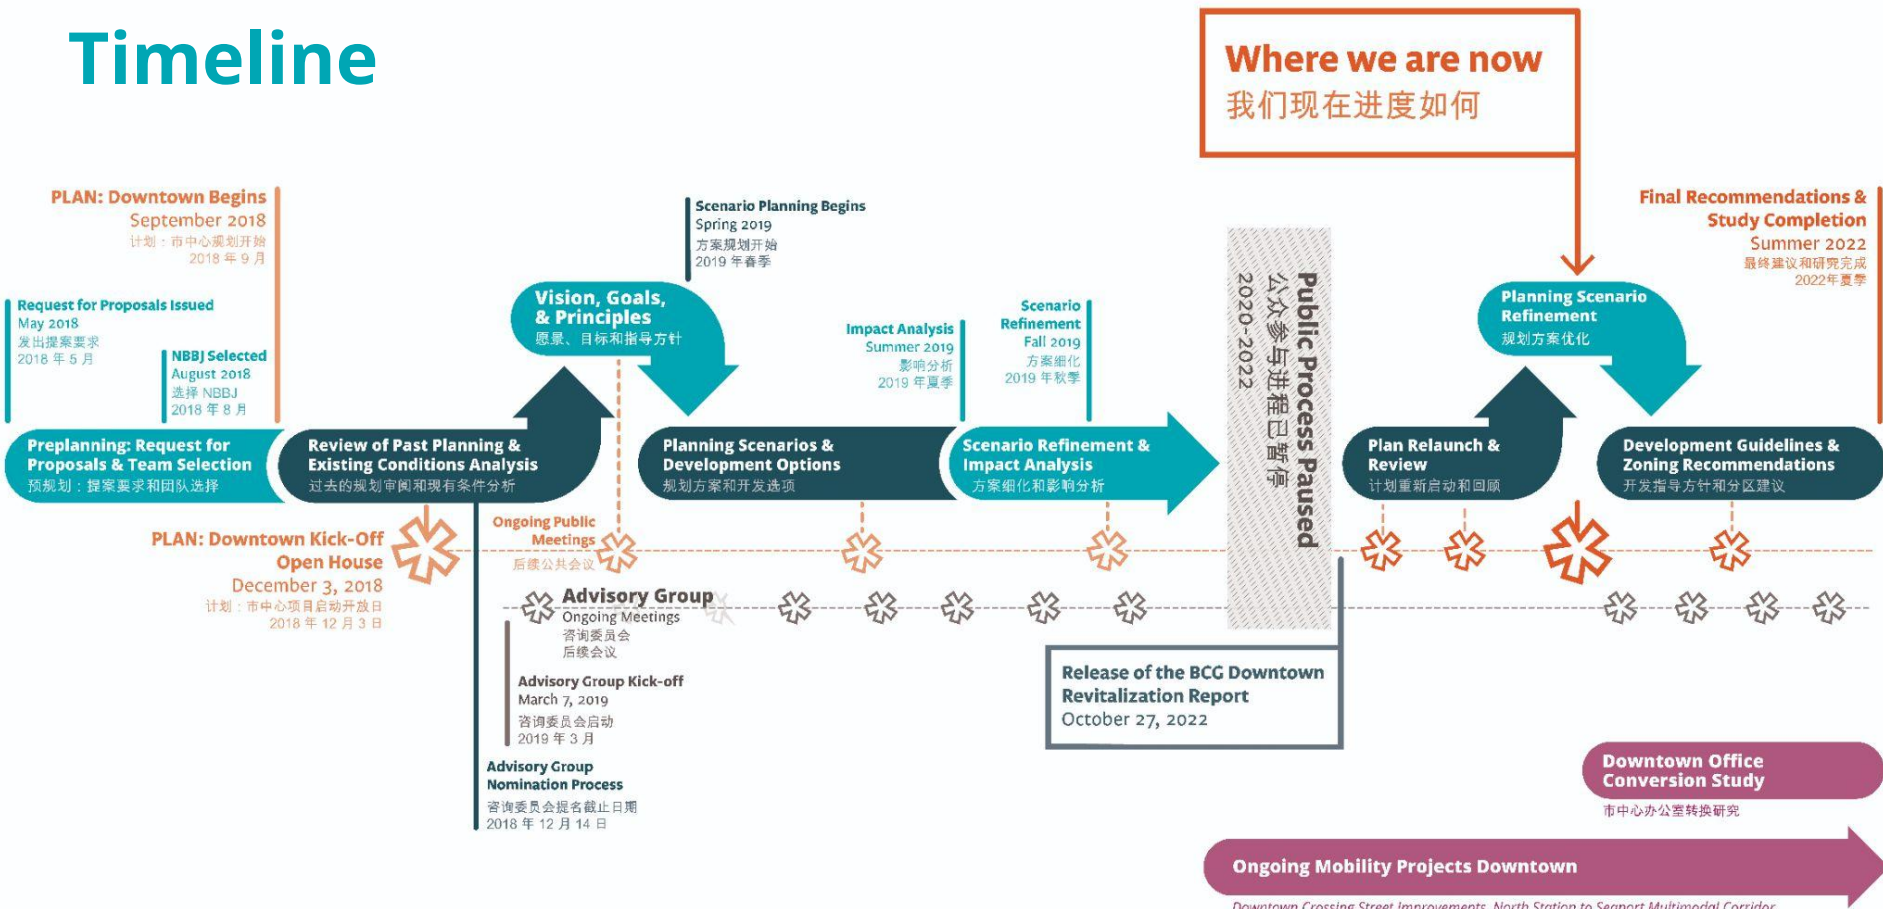 Timeline
Where we are now
我们现在进度如何
PLAN: Downtown Begins
September 2018
计划：市中心规划开始
2018 年 9 月
Request for Proposals Issued
May 2018
发出提案要求
2018 年 5 月
NBBJ Selected
August 2018
选择 NBBJ
2018 年 8 月
Scenario Planning Begins
Spring 2019
方案规划开始
2019 年春季
Vision, Goals,
& Principles
愿景、目标和指导方针
Impact Analysis
Summer 2019
影响分析
2019 年夏季
Scenario
Refinement
Fall 2019
方案细化
2019 年秋季
Public Process Paused
公众参与进程已暂停
2020-2022
Planning Scenario
Refinement
规划方案优化
Final Recommendations &
Study Completion
Summer 2022
最终建议和研究完成
2022年夏季
Preplanning: Request for
Proposals & Team Selection
预规划：提案要求和团队选择
Review of Past Planning &
Existing Conditions Analysis
过去的规划审阅和现有条件分析
Planning Scenarios &
Development Options
规划方案和开发选项
Scenario Refinement &
Impact Analysis
方案细化和影响分析
Plan Relaunch &
Review
计划重新启动和回顾
Development Guidelines &
Zoning Recommendations
开发指导方针和分区建议
PLAN: Downtown Kick-Off
Open House
December 3, 2018
计划：市中心项目启动开放日
2018 年 12 月 3 日
Ongoing Public
Meetings
后续公共会议
Advisory Group
Ongoing Meetings
咨询委员会
后续会议
Advisory Group Kick-off
March 7, 2019
咨询委员会启动
2019 年 3 月
Advisory Group
Nomination Process
咨询委员会提名截止日期
2018 年 12 月 14 日
Release of the BCG Downtown
Revitalization Report
October 27, 2022
Downtown Office
Conversion Study
市中心办公室转换研究
Ongoing Mobility Projects Downtown
Downtown Crossing Street Improvements, North Station to Seaport Multimodal Corridor